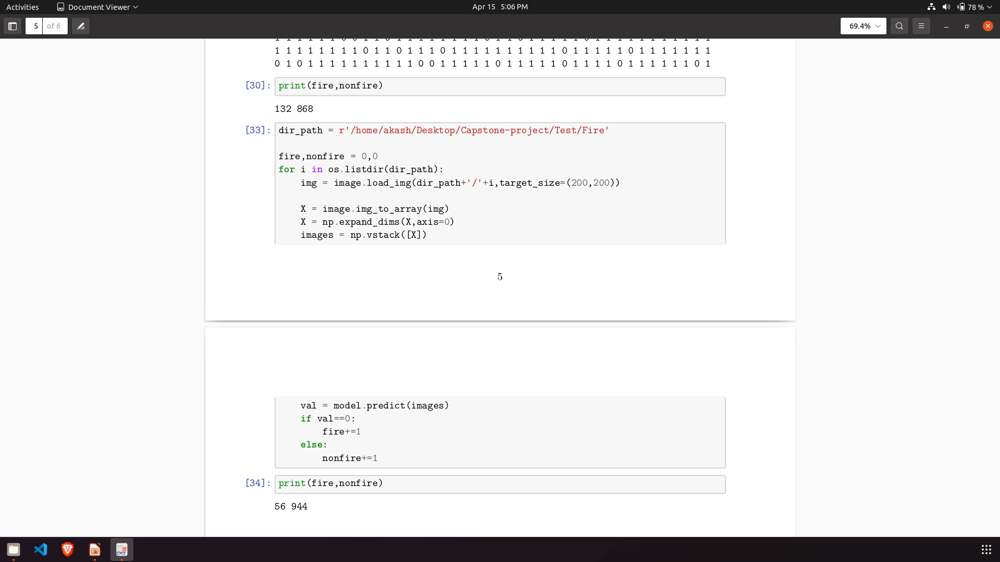 Activities Document Viewer Apr 15 5:06 PM 78 %
5 of 6 69.4%
1 1 1 1 1 1 1 1 0 1 1 0 1 1 1 0 1 1 1 1 1 1 1 1 1 1 0 1 1 1 1 1 0 1 1 1 1 1 1 1
0 1 0 1 1 1 1 1 1 1 1 1 1 0 0 1 1 1 1 1 0 1 1 1 1 1 0 1 1 1 1 0 1 1 1 1 1 1 0 1
[30]: print(fire,nonfire)
132 868
[33]: dir_path = r'/home/akash/Desktop/Capstone-project/Test/Fire'
fire,nonfire = 0,0
for i in os.listdir(dir_path):
    img = image.load_img(dir_path+'/'+i,target_size=(200,200))
    X = image.img_to_array(img)
    X = np.expand_dims(X,axis=0)
    images = np.vstack([X])
5
    val = model.predict(images)
    if val==0:
        fire+=1
    else:
        nonfire+=1
[34]: print(fire,nonfire)
56 944